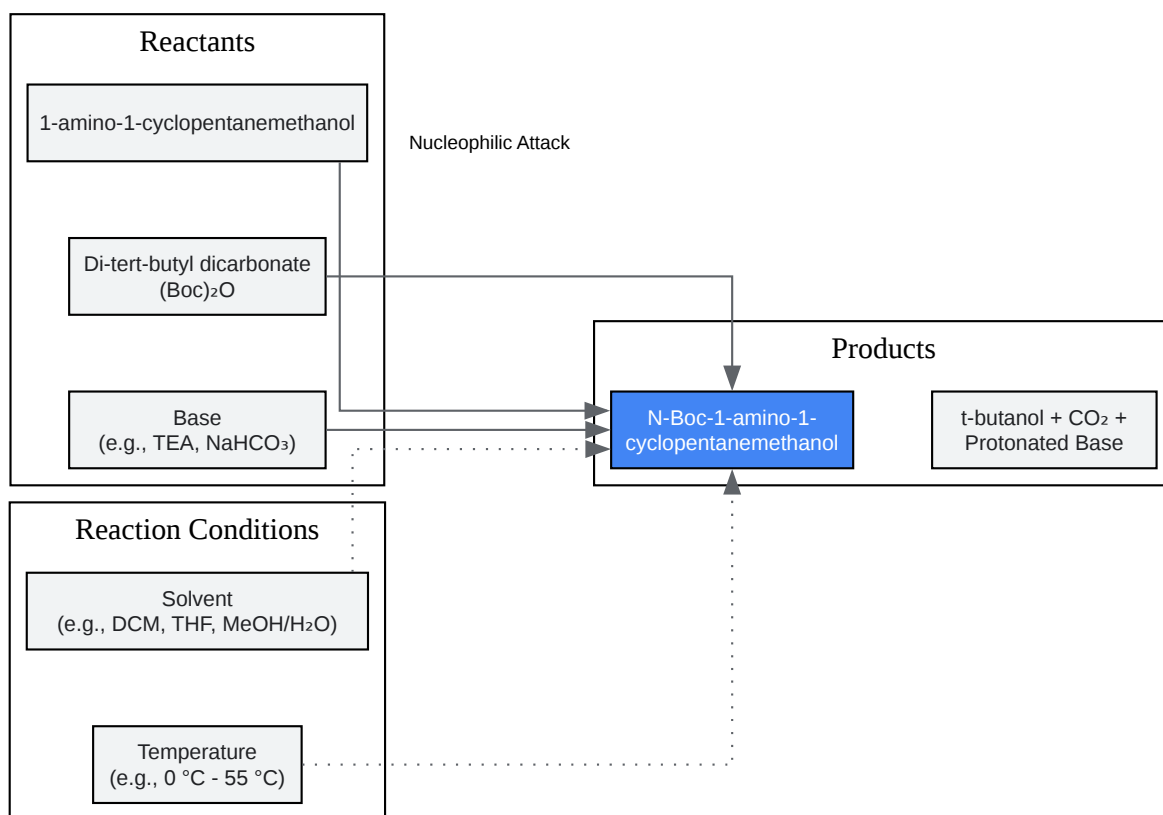 Reactants
1-amino-1-cyclopentanemethanol
Nucleophilic Attack
Di-tert-butyl dicarbonate
(Boc)₂O
Base
(e.g., TEA, NaHCO₃)
Products
N-Boc-1-amino-1-
cyclopentanemethanol
t-butanol + CO₂ +
Protonated Base
Reaction Conditions
Solvent
(e.g., DCM, THF, MeOH/H₂O)
Temperature
(e.g., 0 °C - 55 °C)